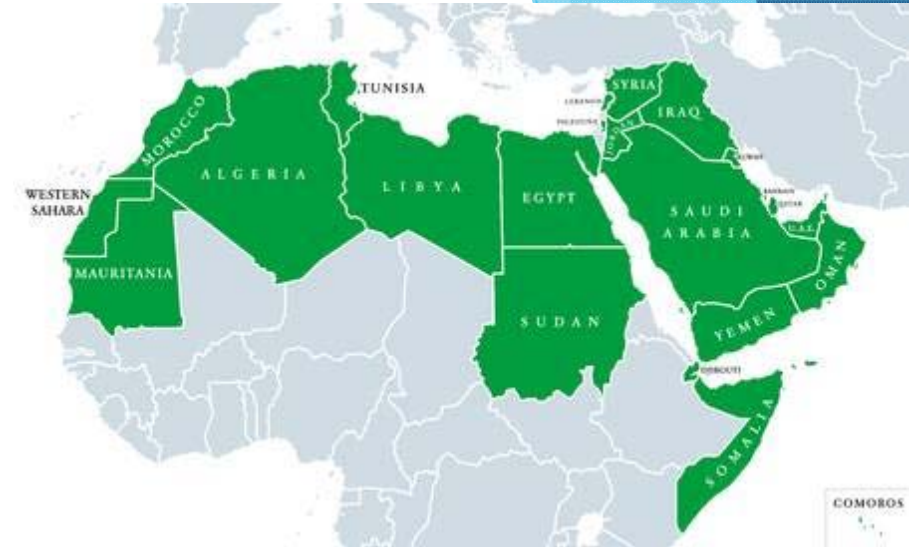 TUNISIA
SYRIA
LEBANON
PALESTINE
IRAQ
JORDAN
MOROCCO
KUWAIT
ALGERIA
LIBYA
EGYPT
BAHRAIN
QATAR
WESTERN
SAHARA
SAUDI
ARABIA
U.A.E.
OMAN
MAURITANIA
SUDAN
YEMEN
DJIBOUTI
SOMALIA
COMOROS